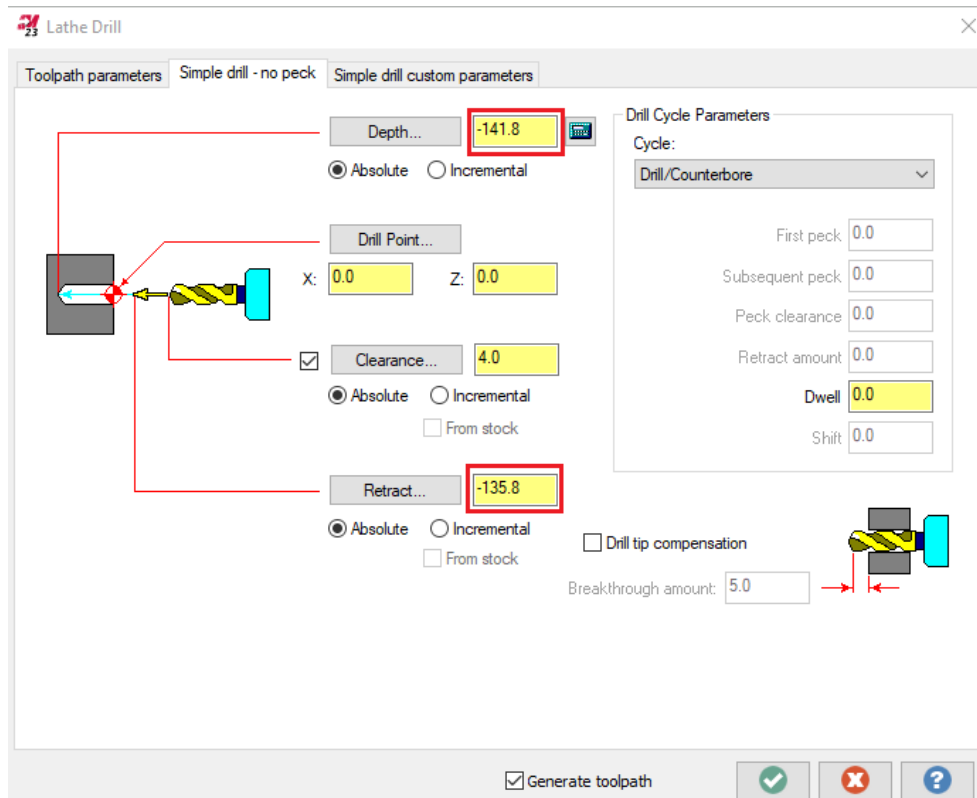 23 Lathe Drill
Toolpath parameters Simple drill - no peck Simple drill custom parameters
Depth... -141.8
Absolute Incremental
Drill Point...
X: 0.0 Z: 0.0
Clearance... 4.0
Absolute Incremental
From stock
Retract... -135.8
Absolute Incremental
From stock
Drill Cycle Parameters
Cycle:
Drill/Counterbore
First peck 0.0
Subsequent peck 0.0
Peck clearance 0.0
Retract amount 0.0
Dwell 0.0
Shift 0.0
Drill tip compensation
Breakthrough amount: 5.0
Generate toolpath